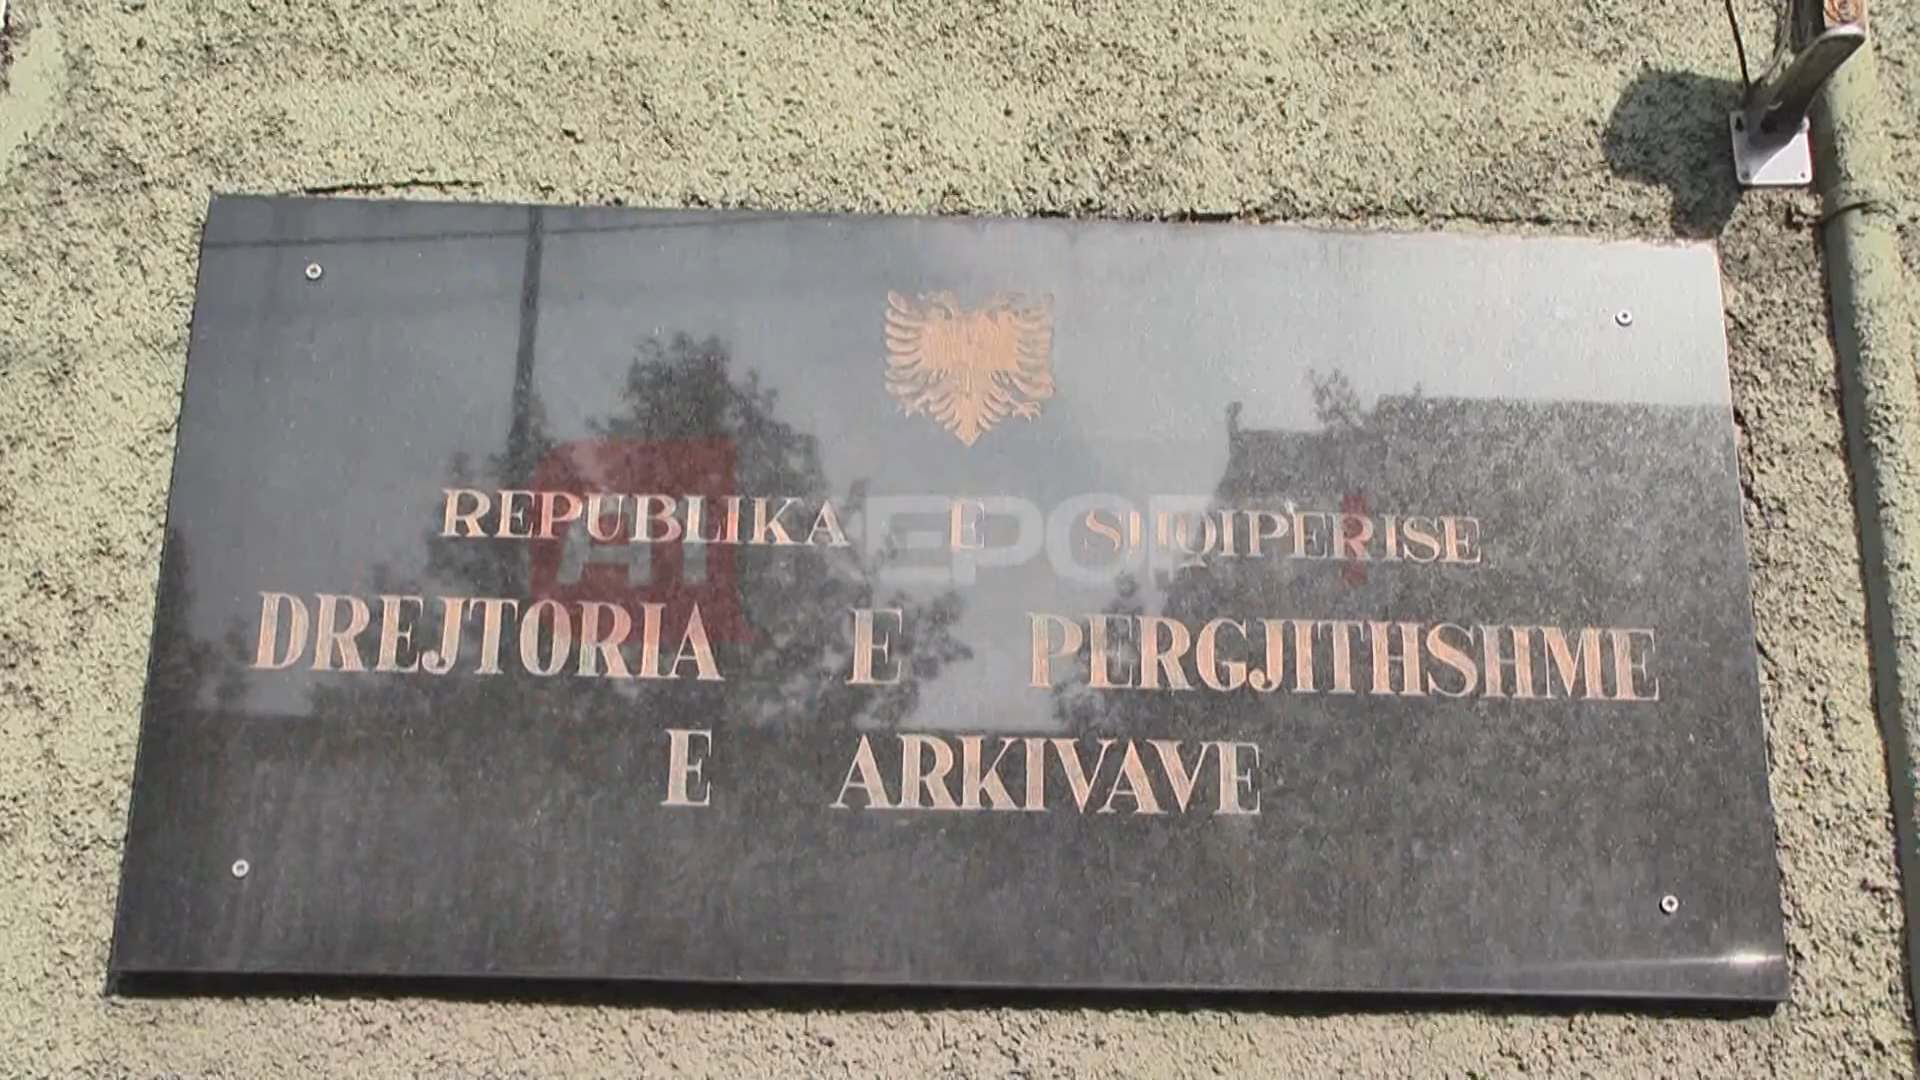 REPUBLIKA E SHQIPERISE
DREJTORIA E PERGJITHSHME
E ARKIVAVE